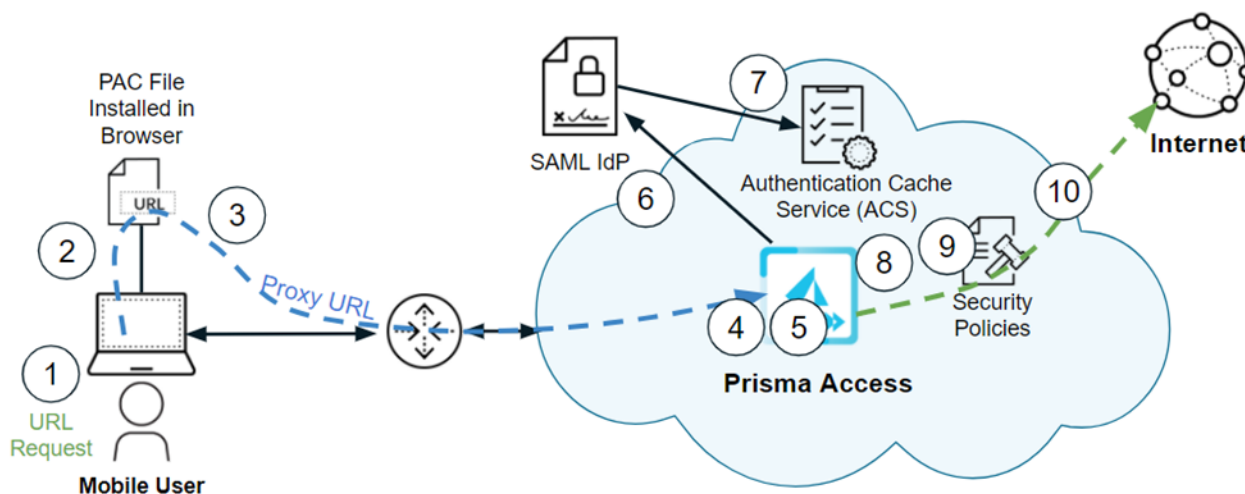 PAC File
Installed in
Browser
URL
2
3
1
URL
Request
Mobile User
Proxy URL
SAML IdP
6
7
Authentication Cache
Service (ACS)
8
9
4
5
Prisma Access
Security
Policies
10
Internet